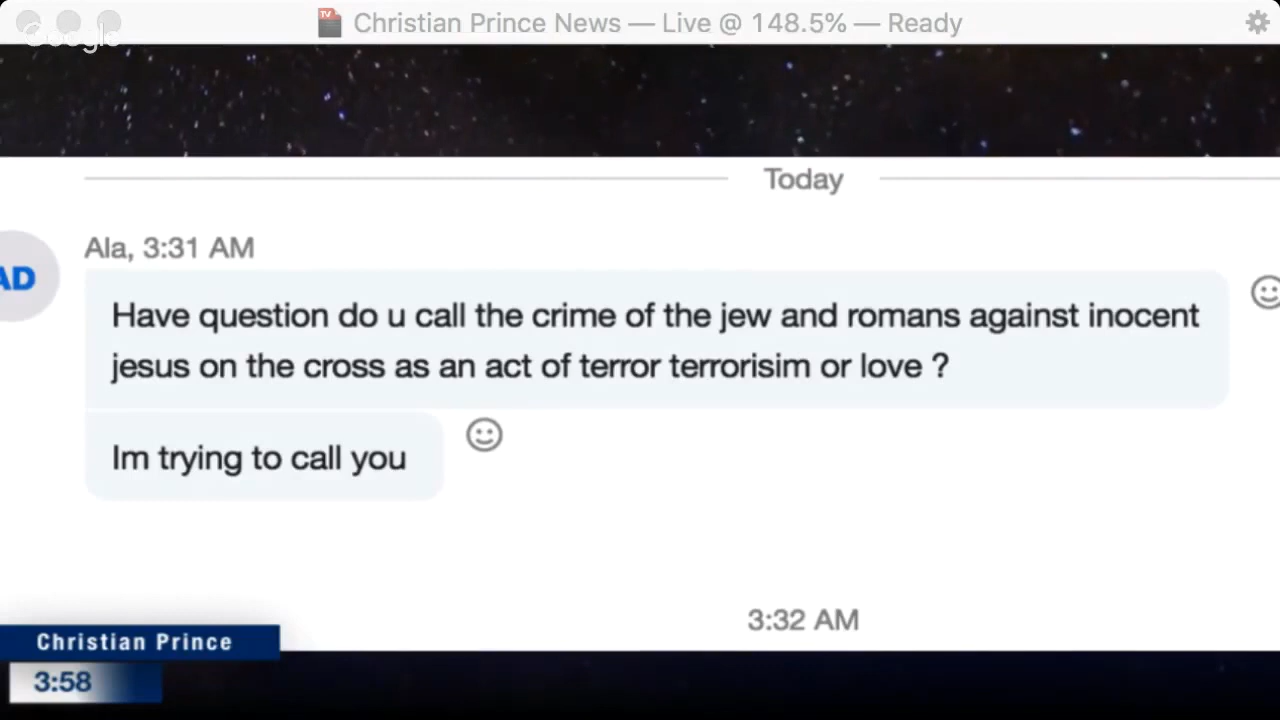 Christian Prince News — Live @ 148.5% — Ready
Google
Today
Ala, 3:31 AM
AD
Have question do u call the crime of the jew and romans against inocent
jesus on the cross as an act of terror terrorisim or love ?
Im trying to call you
3:32 AM
Christian Prince
3:58